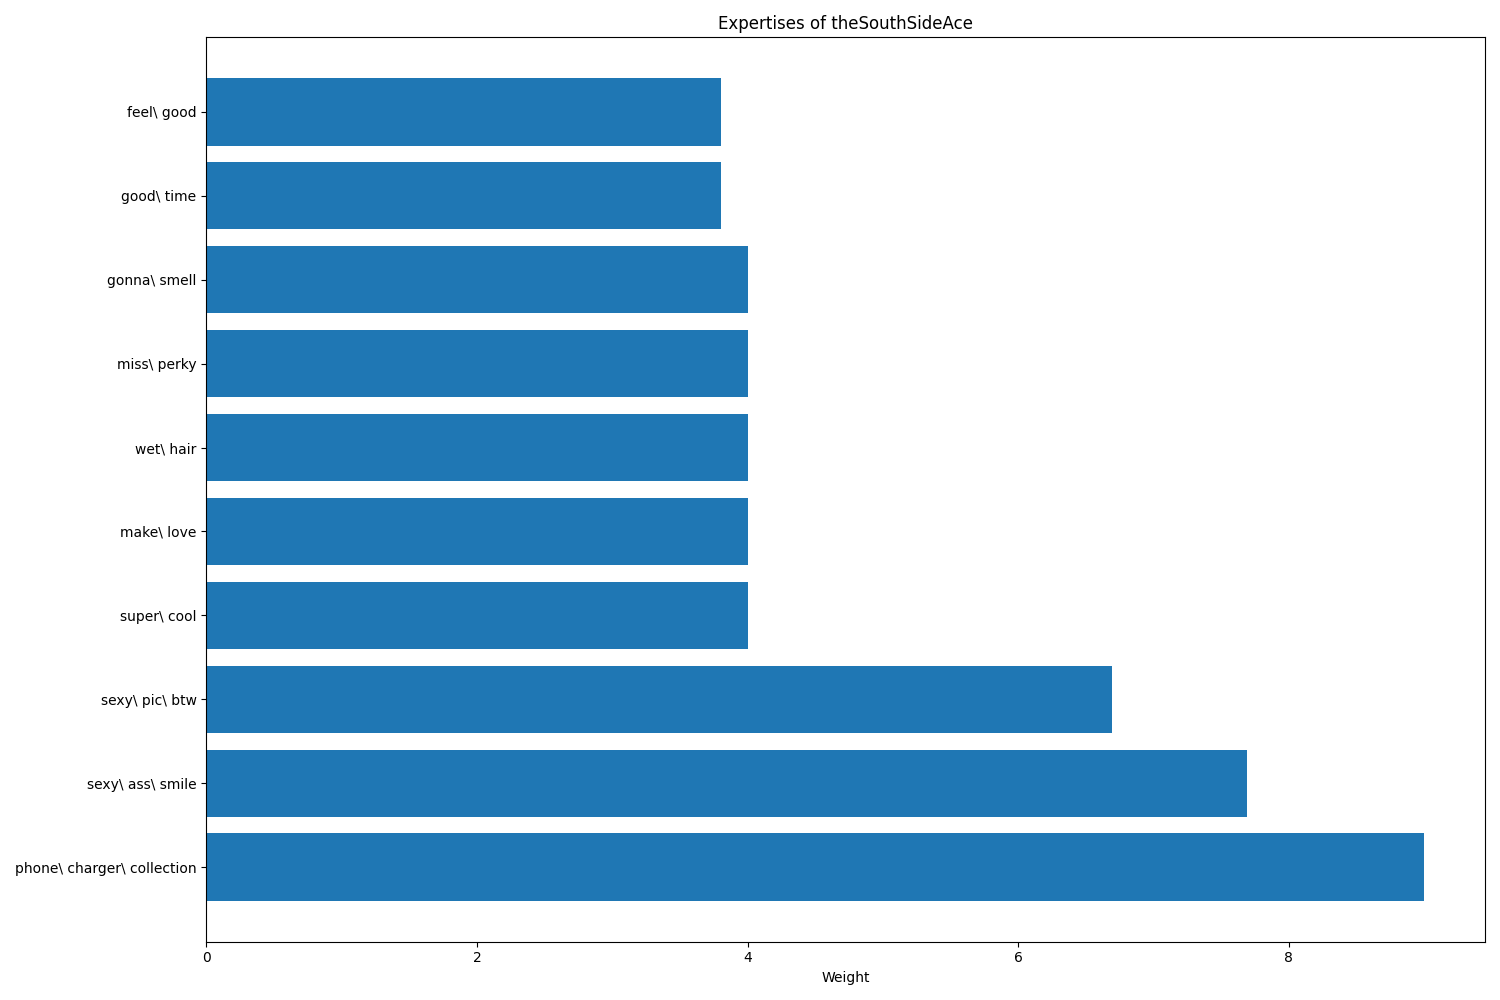 Expertises of theSouthSideAce
feel\ good
good\ time
gonna\ smell
miss\ perky
wet\ hair
make\ love
super\ cool
sexy\ pic\ btw
sexy\ ass\ smile
phone\ charger\ collection
0 2 4 6 8
Weight